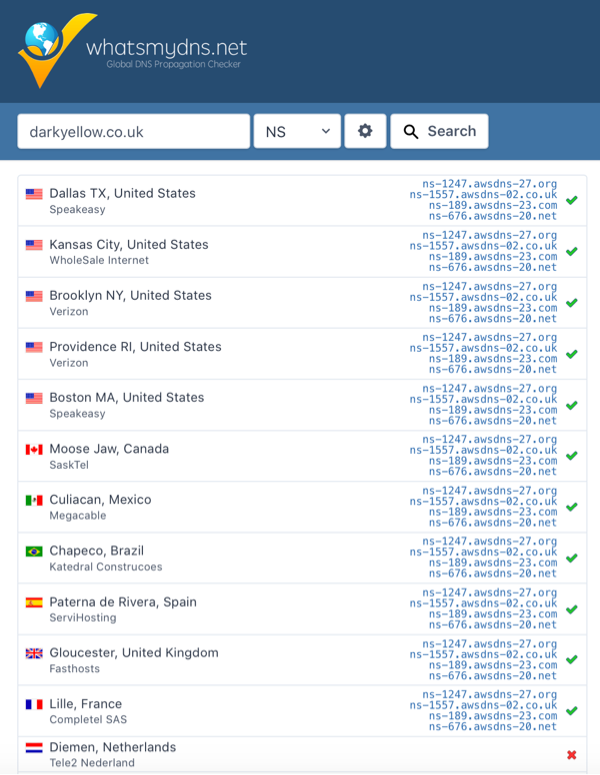 whatsmydns.net
Global DNS Propagation Checker
darkyellow.co.uk NS Search
Dallas TX, United States
Speakeasy
ns-1247.awsdns-27.org
ns-1557.awsdns-02.co.uk
ns-189.awsdns-23.com
ns-676.awsdns-20.net
Kansas City, United States
WholeSale Internet
ns-1247.awsdns-27.org
ns-1557.awsdns-02.co.uk
ns-189.awsdns-23.com
ns-676.awsdns-20.net
Brooklyn NY, United States
Verizon
ns-1247.awsdns-27.org
ns-1557.awsdns-02.co.uk
ns-189.awsdns-23.com
ns-676.awsdns-20.net
Providence RI, United States
Verizon
ns-1247.awsdns-27.org
ns-1557.awsdns-02.co.uk
ns-189.awsdns-23.com
ns-676.awsdns-20.net
Boston MA, United States
Speakeasy
ns-1247.awsdns-27.org
ns-1557.awsdns-02.co.uk
ns-189.awsdns-23.com
ns-676.awsdns-20.net
Moose Jaw, Canada
SaskTel
ns-1247.awsdns-27.org
ns-1557.awsdns-02.co.uk
ns-189.awsdns-23.com
ns-676.awsdns-20.net
Culiacan, Mexico
Megacable
ns-1247.awsdns-27.org
ns-1557.awsdns-02.co.uk
ns-189.awsdns-23.com
ns-676.awsdns-20.net
Chapeco, Brazil
Katedral Construcoes
ns-1247.awsdns-27.org
ns-1557.awsdns-02.co.uk
ns-189.awsdns-23.com
ns-676.awsdns-20.net
Paterna de Rivera, Spain
ServiHosting
ns-1247.awsdns-27.org
ns-1557.awsdns-02.co.uk
ns-189.awsdns-23.com
ns-676.awsdns-20.net
Gloucester, United Kingdom
Fasthosts
ns-1247.awsdns-27.org
ns-1557.awsdns-02.co.uk
ns-189.awsdns-23.com
ns-676.awsdns-20.net
Lille, France
Completel SAS
ns-1247.awsdns-27.org
ns-1557.awsdns-02.co.uk
ns-189.awsdns-23.com
ns-676.awsdns-20.net
Diemen, Netherlands
Tele2 Nederland